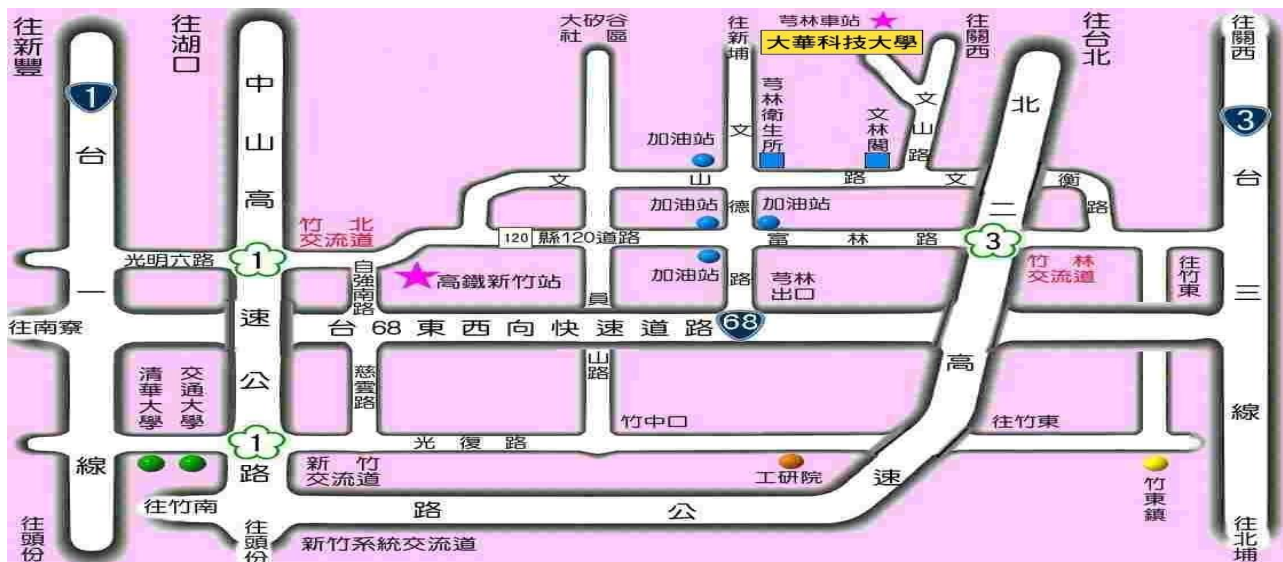 往新豐
往湖口
大矽谷
社區
往新埔
芎林車站
大華科技大學
往關西
往台北
往關西
1
台一線
中山高速公路
北二高速公路
3
台三線
加油站
芎林衛生所
文林閣
文山路
文山路
文衡路
文德路
加油站
加油站
竹北
交流道
120
縣120道路
富林路
3
光明六路
1
自強南路
高鐵新竹站
加油站
芎林
出口
竹林
交流道
往竹東
員山路
往南寮
台68東西向快速道路
68
清華大學
交通大學
慈雲路
竹中口
往竹東
1
光復路
新竹
交流道
工研院
竹東鎮
往竹南
往頭份
往頭份
新竹系統交流道
往北埔